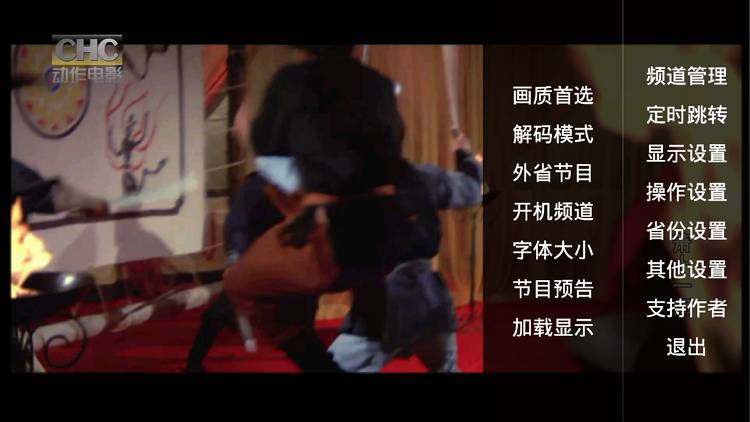 CHC
动作电影
画质首选
解码模式
外省节目
开机频道
字体大小
节目预告
加载显示
频道管理
定时跳转
显示设置
操作设置
省份设置
其他设置
支持作者
退出